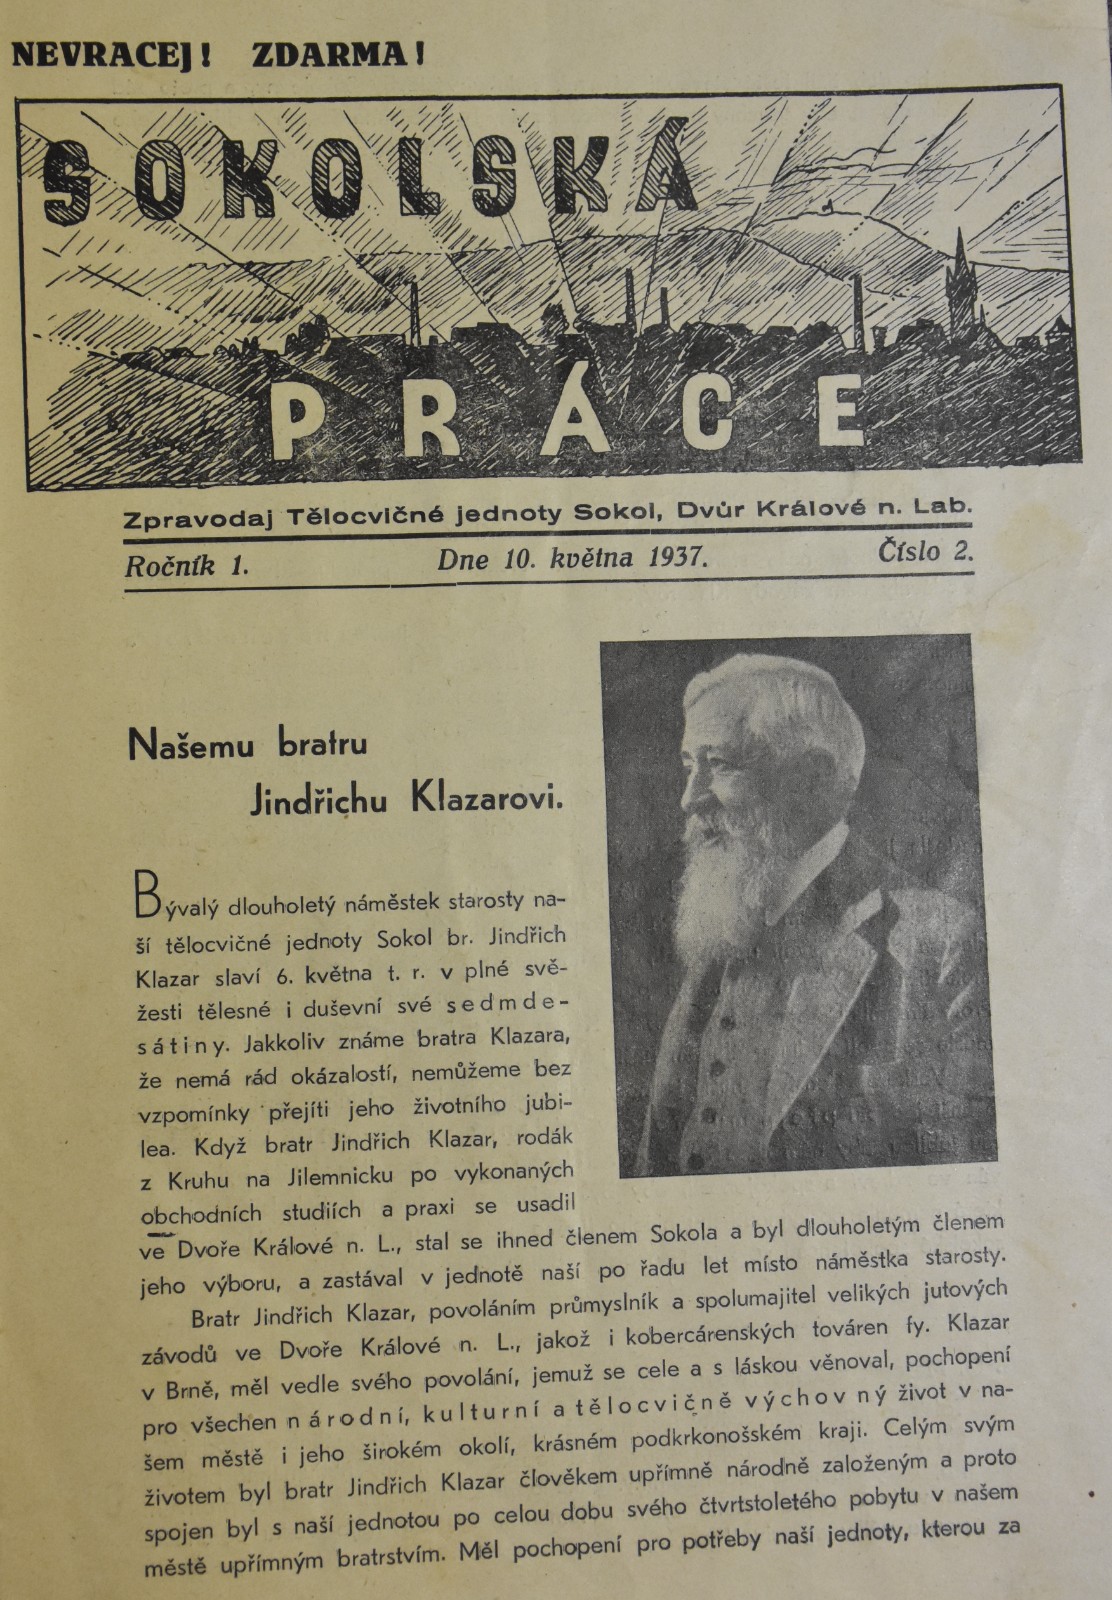 NEVRACEJ! ZDARMA!
SOKOLSKÁ
PRÁCE
Zpravodaj Tělocvičné jednoty Sokol, Dvůr Králové n. Lab.
Ročník 1. Dne 10. května 1937. Číslo 2.
Našemu bratru
Jindřichu Klazarovi.
Bývalý dlouholetý náměstek starosty na-
ší tělocvičné jednoty Sokol br. Jindřich
Klazar slaví 6. května t. r. v plné svě-
žesti tělesné i duševní své sedmde-
sátiny. Jakkoliv známe bratra Klazara,
že nemá rád okázalostí, nemůžeme bez
vzpomínky přejíti jeho životního jubi-
lea. Když bratr Jindřich Klazar, rodák
z Kruhu na Jilemnicku po vykonaných
obchodních studiích a praxi se usadil
ve Dvoře Králové n. L., stal se ihned členem Sokola a byl dlouholetým členem
jeho výboru, a zastával v jednotě naší po řadu let místo náměstka starosty.
Bratr Jindřich Klazar, povoláním průmyslník a spolumajitel velikých jutových
závodů ve Dvoře Králové n. L., jakož i kobercárenských továren fy. Klazar
v Brně, měl vedle svého povolání, jemuž se cele a s láskou věnoval, pochopení
pro všechen národní, kulturní a tělocvičně výchovný život v na-
šem městě i jeho širokém okolí, krásném podkrkonošském kraji. Celým svým
životem byl bratr Jindřich Klazar člověkem upřímně národně založeným a proto
spojen byl s naší jednotou po celou dobu svého čtvrtstoletého pobytu v našem
městě upřímným bratrstvím. Měl pochopení pro potřeby naší jednoty, kterou za